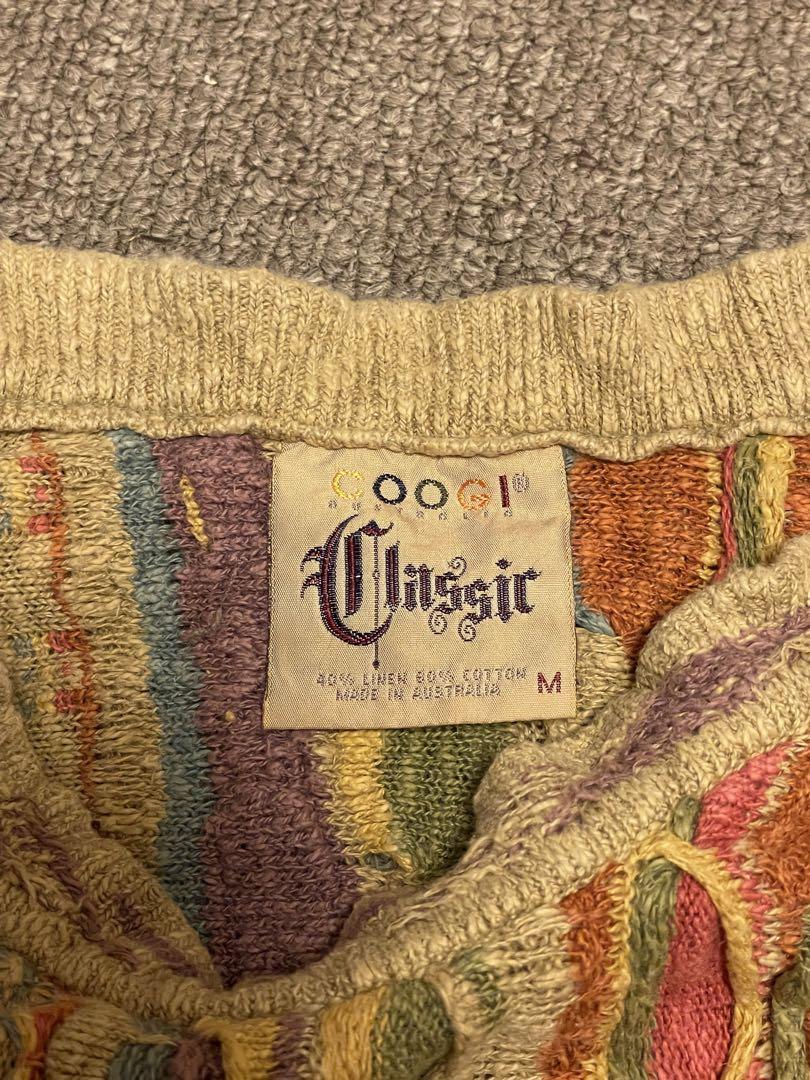 COOGI®
AUSTRALIA
Classic
40% LINEN 60% COTTON
MADE IN AUSTRALIA
M